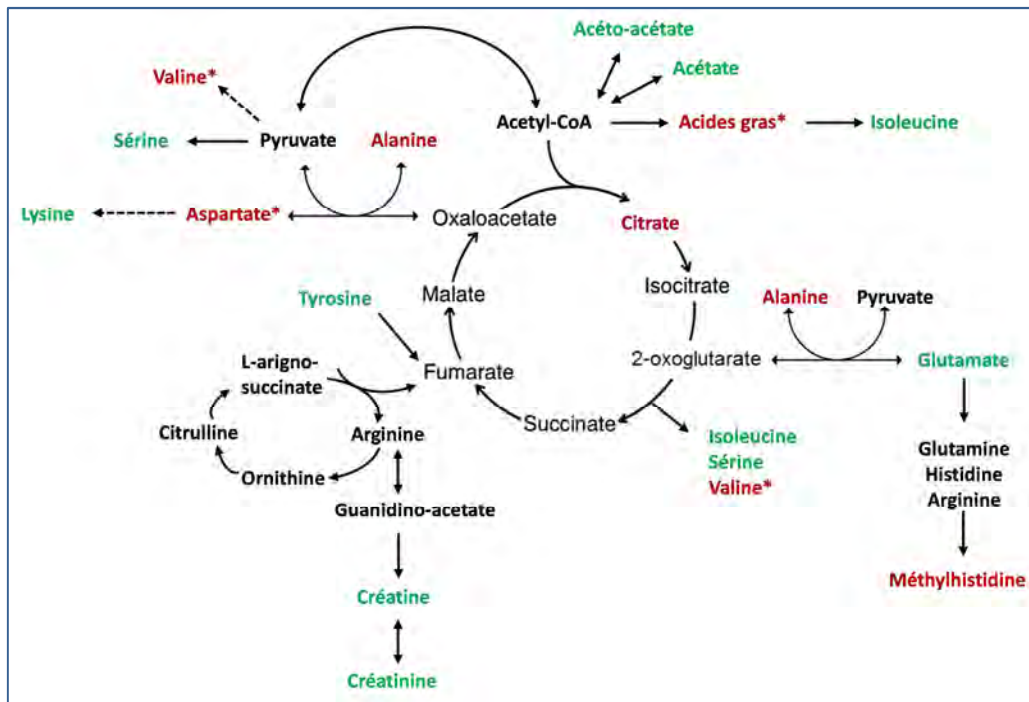 Acéto-acétate
Valine*
Acétate
Sérine
Pyruvate
Alanine
Acetyl-CoA
Acides gras*
Isoleucine
Lysine
Aspartate*
Oxaloacetate
Citrate
Tyrosine
Malate
Isocitrate
Alanine
Pyruvate
L-arigno-
succinate
Fumarate
2-oxoglutarate
Glutamate
Citrulline
Arginine
Succinate
Isoleucine
Sérine
Valine*
Ornithine
Glutamine
Histidine
Arginine
Guanidino-acetate
Méthylhistidine
Créatine
Créatinine